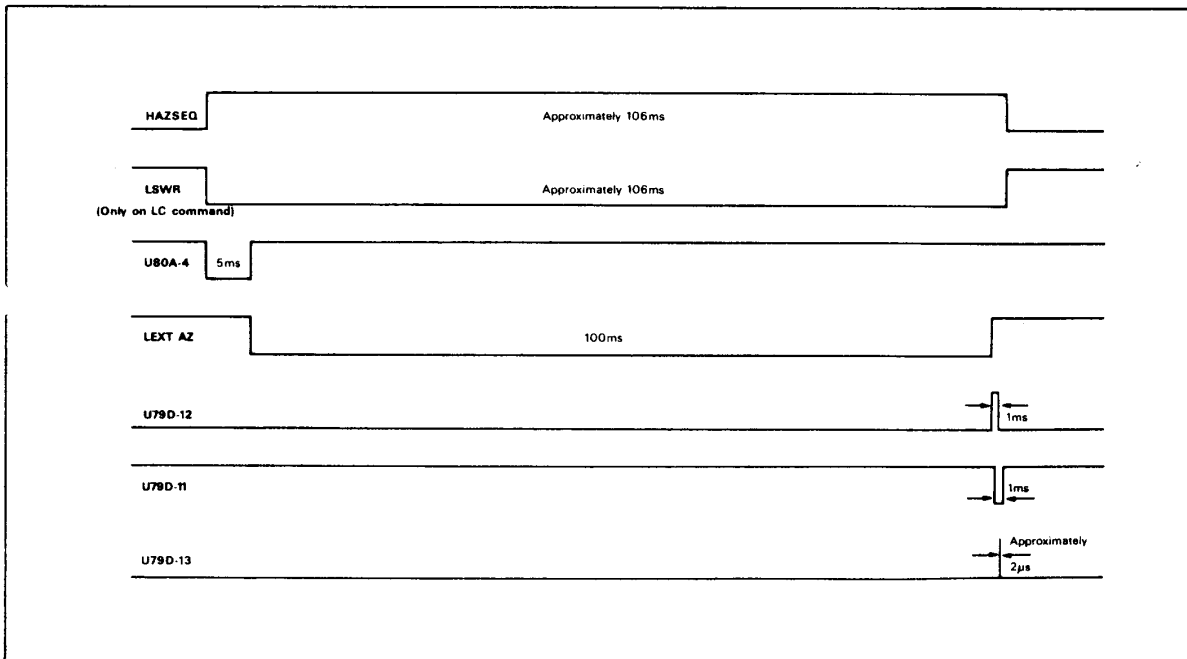 HAZSEQ
Approximately 106ms
LSWR
Approximately 106ms
(Only on LC command)
U80A-4
5ms
LEXT AZ
100ms
U79D-12
1ms
U79D-11
1ms
U79D-13
Approximately
2μs